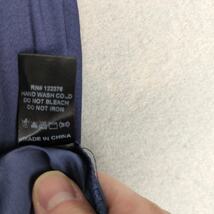 RN# 122276
HAND WASH COLD
DO NOT BLEACH
DO NOT IRON
MADE IN CHINA